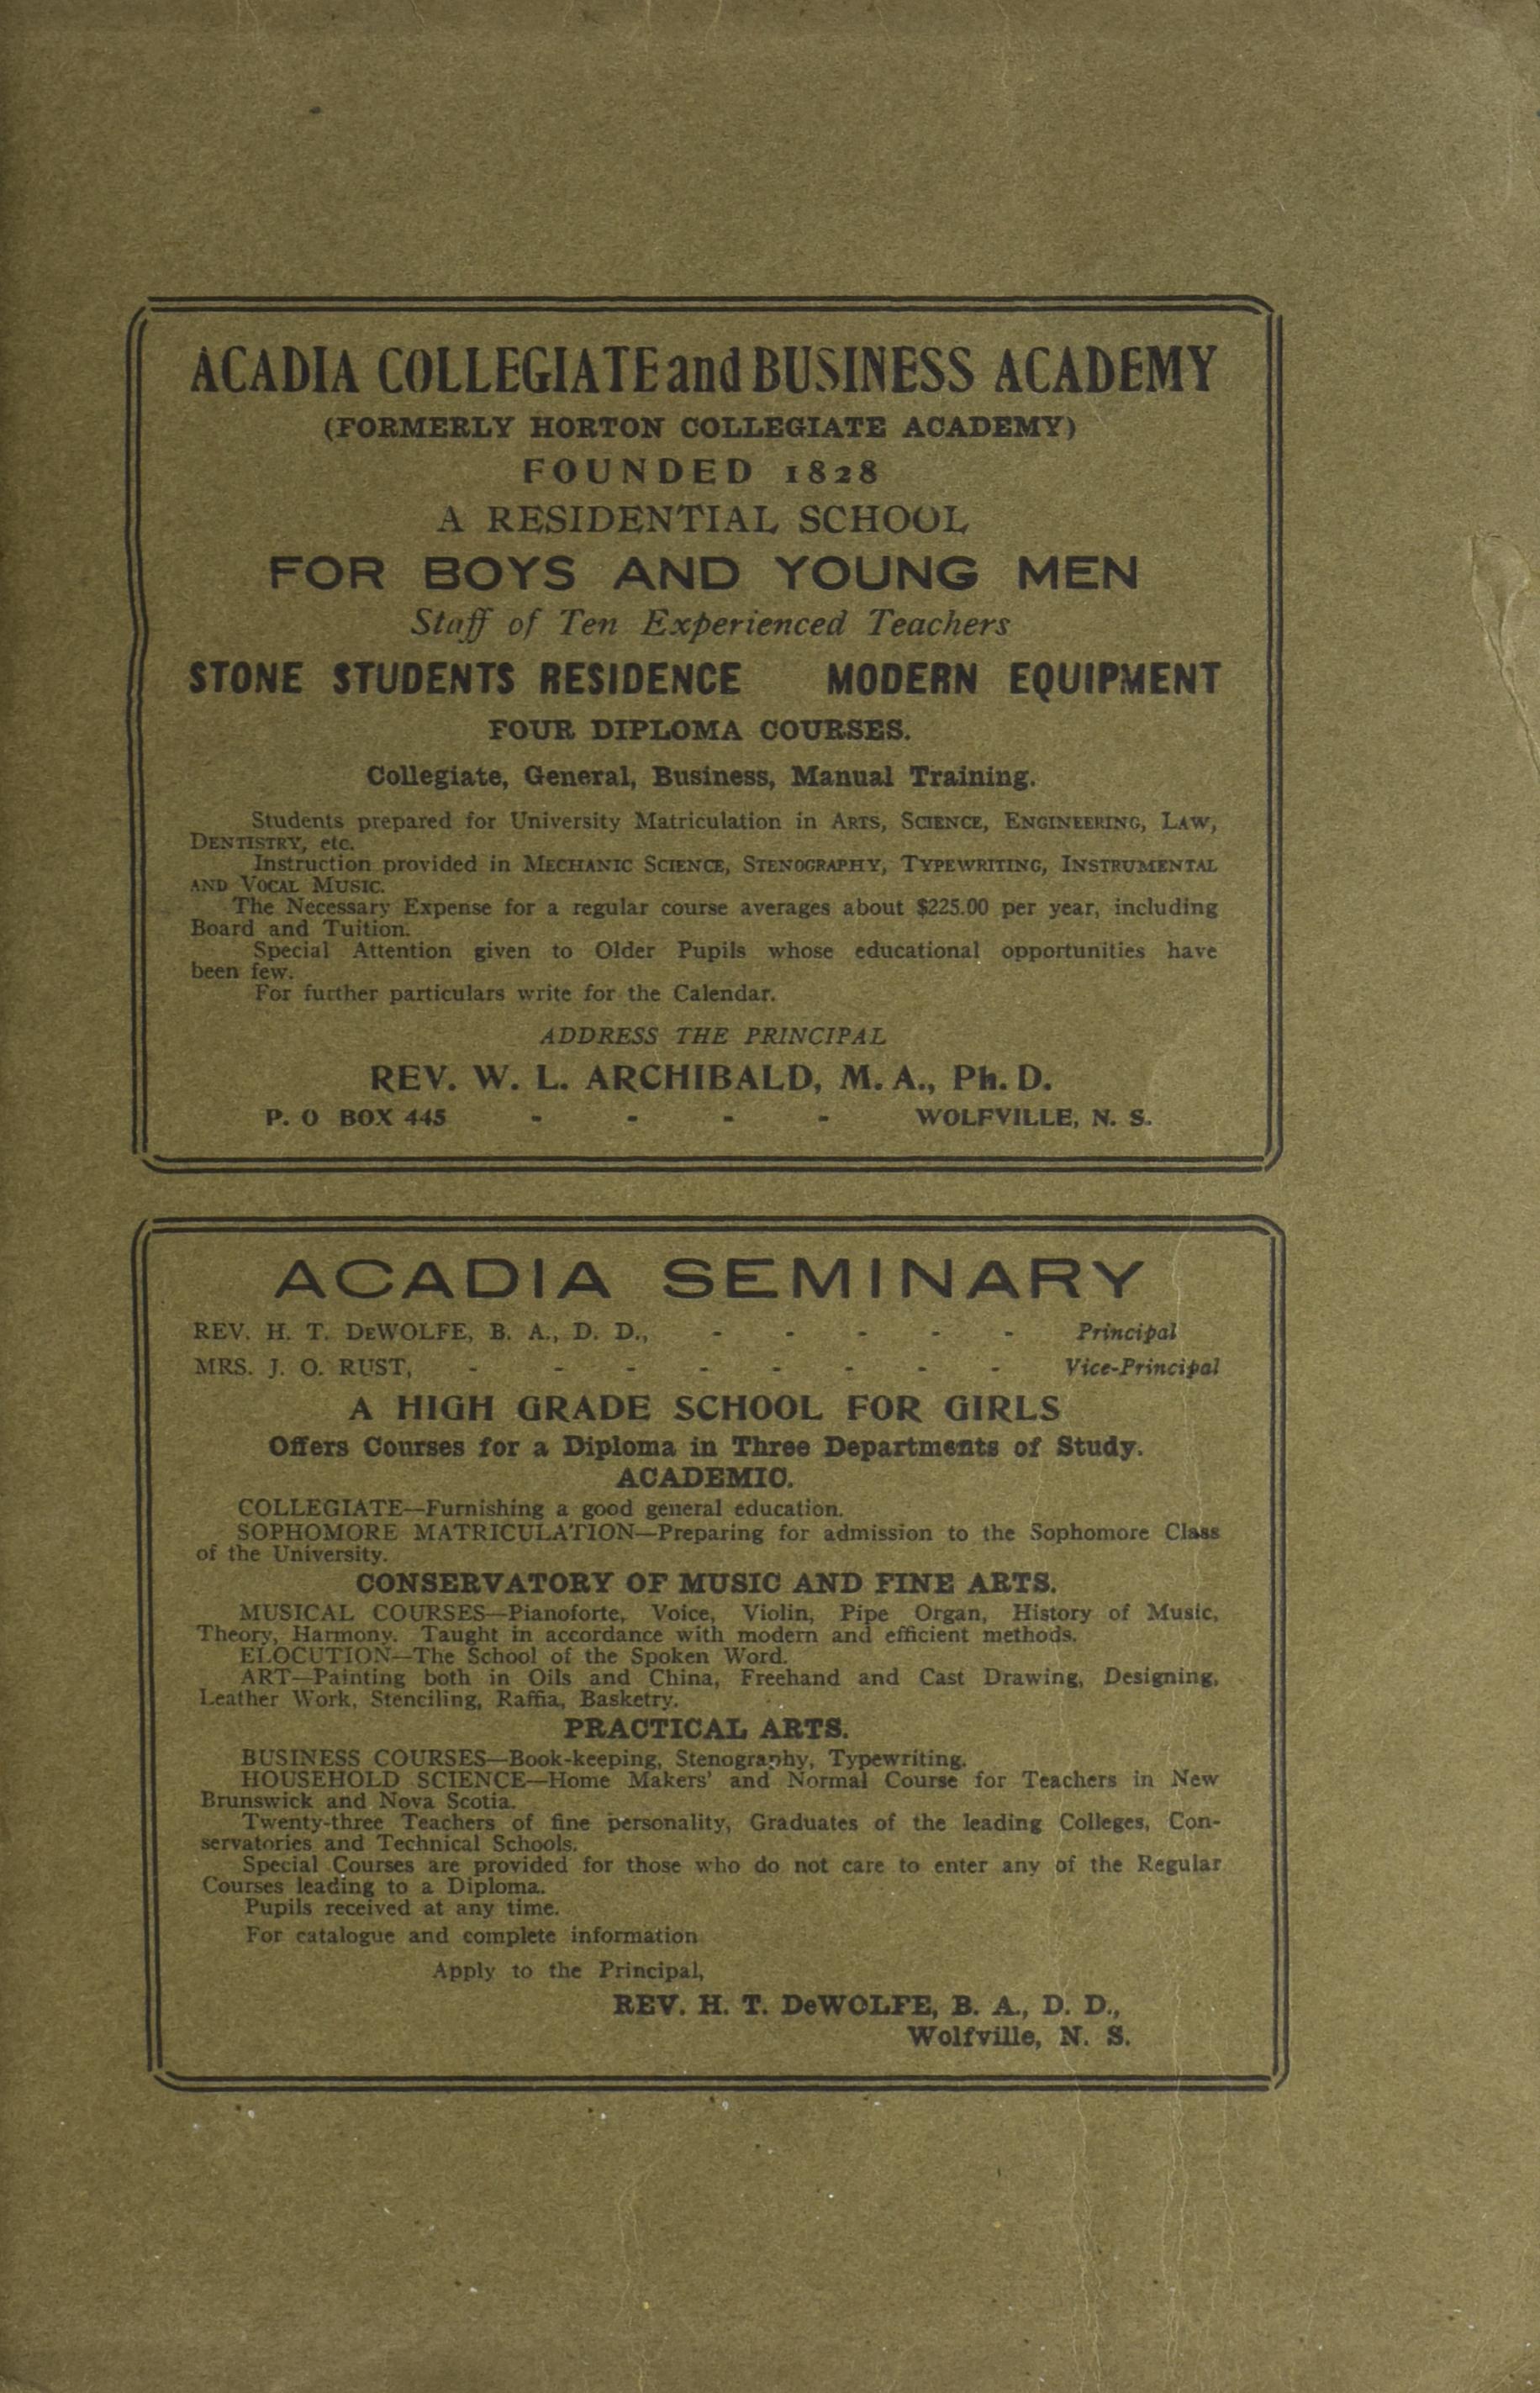 ACADIA COLLEGIATE and BUSINESS ACADEMY
(FORMERLY HORTON COLLEGIATE ACADEMY)
FOUNDED 1828
A RESIDENTIAL SCHOOL
FOR BOYS AND YOUNG MEN
Staff of Ten Experienced Teachers
STONE STUDENTS RESIDENCE MODERN EQUIPMENT
FOUR DIPLOMA COURSES.
Collegiate, General, Business, Manual Training.
Students prepared for University Matriculation in ARTS, SCIENCE, ENGINEERING, LAW,
DENTISTRY, etc.
Instruction provided in MECHANIC SCIENCE, STENOGRAPHY, TYPEWRITING, INSTRUMENTAL
AND VOCAL MUSIC.
The Necessary Expense for a regular course averages about $225.00 per year, including
Board and Tuition.
Special Attention given to Older Pupils whose educational opportunities have
been few.
For further particulars write for the Calendar.
ADDRESS THE PRINCIPAL
REV. W. L. ARCHIBALD, M. A., Ph. D.
P. O BOX 445 - - - - WOLFVILLE, N. S.
ACADIA SEMINARY
REV. H. T. DEWOLFE, B. A., D. D., - - - - - Principal
MRS. J. O. RUST, - - - - - - - - Vice-Principal
A HIGH GRADE SCHOOL FOR GIRLS
Offers Courses for a Diploma in Three Departments of Study.
ACADEMIC.
COLLEGIATE—Furnishing a good general education.
SOPHOMORE MATRICULATION—Preparing for admission to the Sophomore Class
of the University.
CONSERVATORY OF MUSIC AND FINE ARTS.
MUSICAL COURSES—Pianoforte, Voice, Violin, Pipe Organ, History of Music,
Theory, Harmony. Taught in accordance with modern and efficient methods.
ELOCUTION—The School of the Spoken Word.
ART—Painting both in Oils and China, Freehand and Cast Drawing, Designing,
Leather Work, Stenciling, Raffia, Basketry.
PRACTICAL ARTS.
BUSINESS COURSES—Book-keeping, Stenography, Typewriting.
HOUSEHOLD SCIENCE—Home Makers' and Normal Course for Teachers in New
Brunswick and Nova Scotia.
Twenty-three Teachers of fine personality, Graduates of the leading Colleges, Con-
servatories and Technical Schools.
Special Courses are provided for those who do not care to enter any of the Regular
Courses leading to a Diploma.
Pupils received at any time.
For catalogue and complete information
Apply to the Principal,
REV. H. T. DeWOLFE, B. A., D. D.,
Wolfville, N. S.